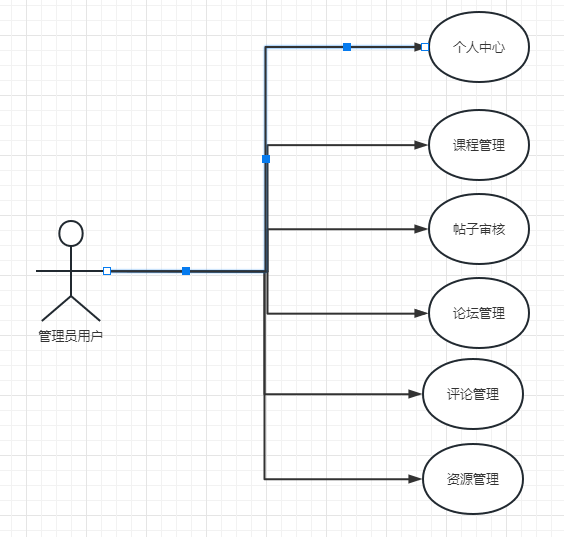 个人中心
课程管理
帖子审核
论坛管理
管理员用户
评论管理
资源管理